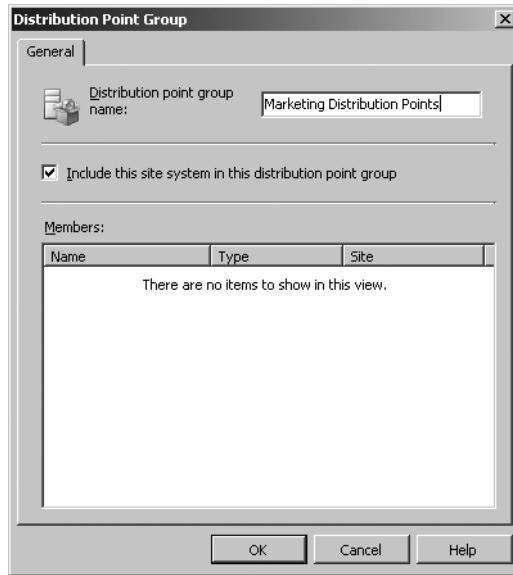 Distribution Point Group
General
Distribution point group
name:
Marketing Distribution Points
Include this site system in this distribution point group
Members:
Name Type Site
There are no items to show in this view.
OK Cancel Help